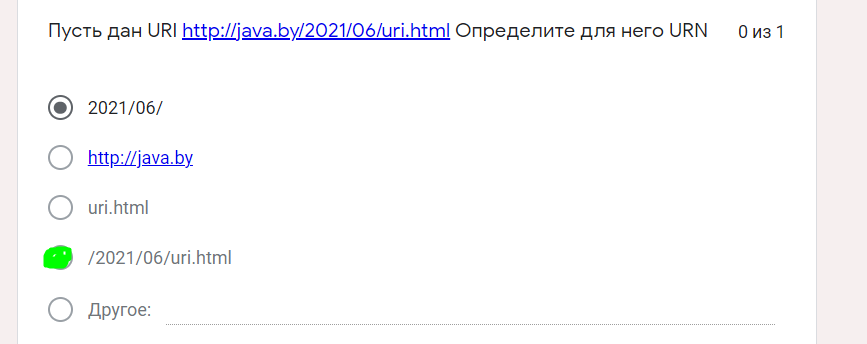 Пусть дан URI http://java.by/2021/06/uri.html Определите для него URN 0 из 1
2021/06/
http://java.by
uri.html
/2021/06/uri.html
Другое: